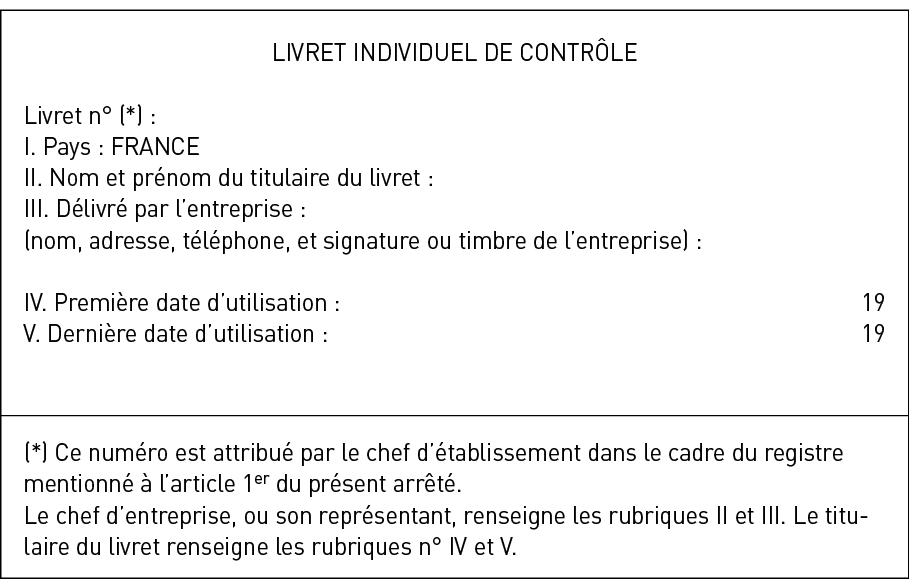 LIVRET INDIVIDUEL DE CONTRÔLE
Livret n° (*) :
I. Pays : FRANCE
II. Nom et prénom du titulaire du livret :
III. Délivré par l’entreprise :
(nom, adresse, téléphone, et signature ou timbre de l’entreprise) :
IV. Première date d’utilisation : 19
V. Dernière date d’utilisation : 19
(*) Ce numéro est attribué par le chef d’établissement dans le cadre du registre
mentionné à l’article 1er du présent arrêté.
Le chef d’entreprise, ou son représentant, renseigne les rubriques II et III. Le titu-
laire du livret renseigne les rubriques n° IV et V.